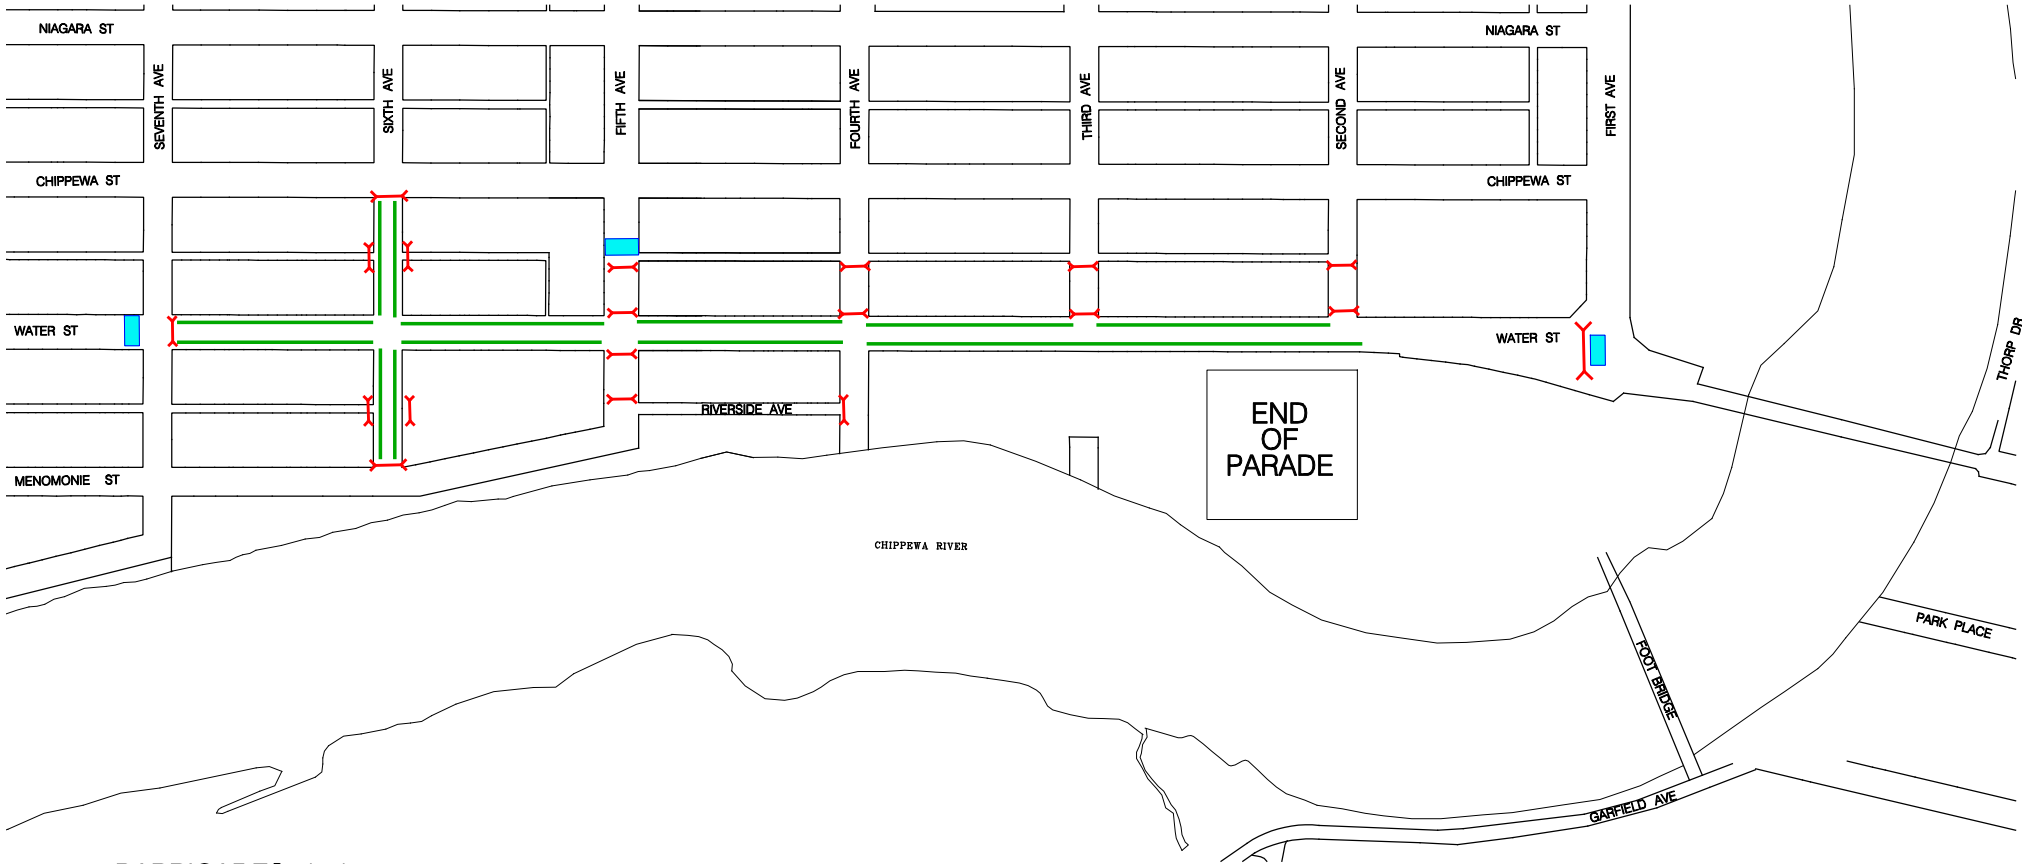 NIAGARA ST
NIAGARA ST
SEVENTH AVE
SIXTH AVE
FIFTH AVE
FOURTH AVE
THIRD AVE
SECOND AVE
FIRST AVE
CHIPPEWA ST
CHIPPEWA ST
WATER ST
WATER ST
THORP DR
RIVERSIDE AVE
END
OF
PARADE
MENOMONIE ST
CHIPPEWA RIVER
PARK PLACE
FOOT BRIDGE
GARFIELD AVE